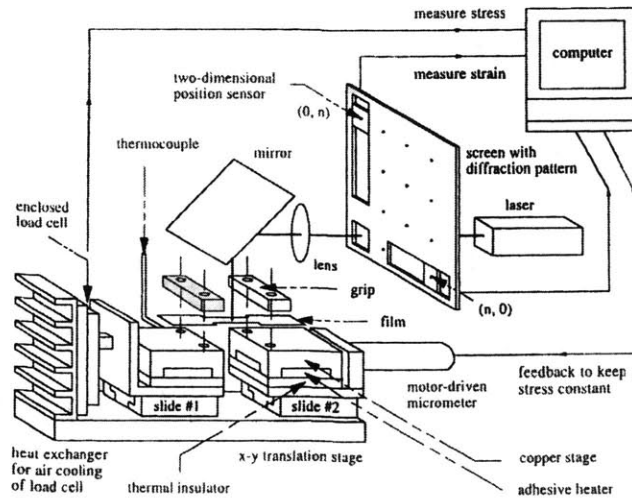 measure stress
computer
two-dimensional
position sensor
measure strain
(0, n)
thermocouple
mirror
screen with
diffraction pattern
enclosed
load cell
laser
lens
grip
(n, 0)
film
motor-driven
micrometer
feedback to keep
stress constant
slide #1
slide #2
heat exchanger
for air cooling
of load cell
x-y translation stage
copper stage
thermal insulator
adhesive heater